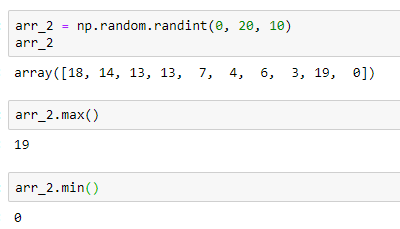 arr_2 = np.random.randint(0, 20, 10)
arr_2
array([18, 14, 13, 13,  7,  4,  6,  3, 19,  0])
arr_2.max()
19
arr_2.min()
0